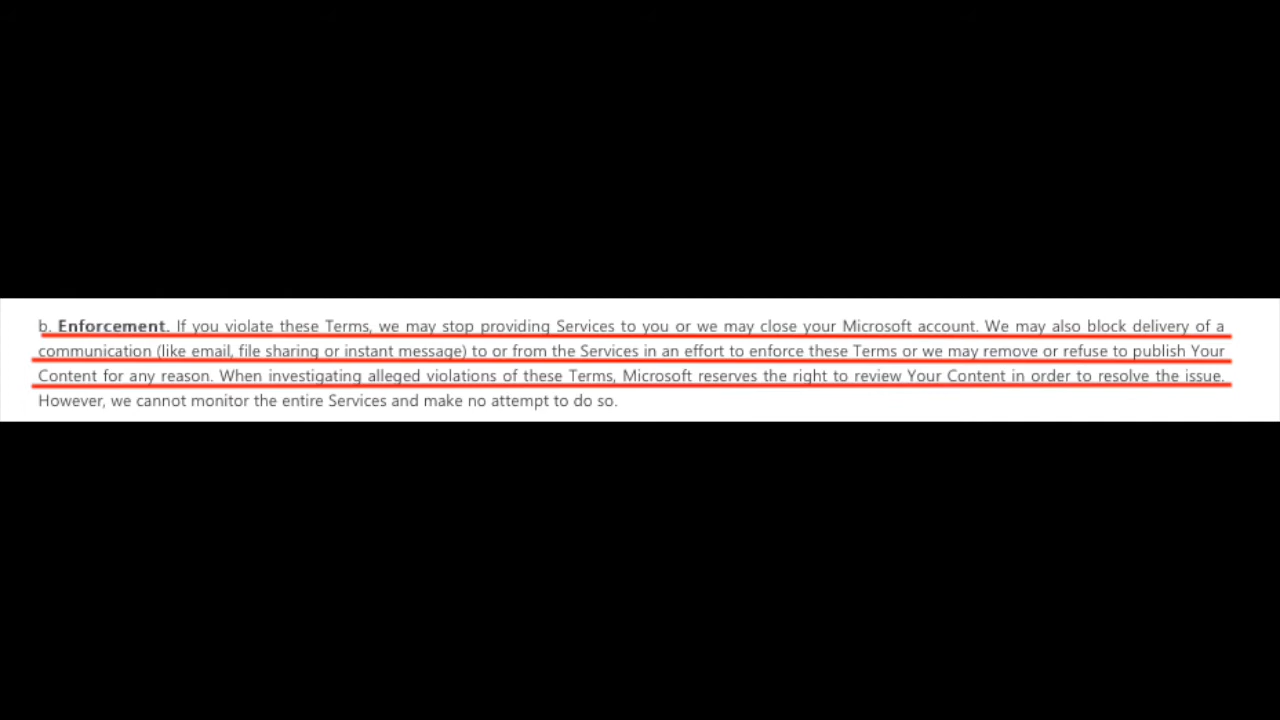 b. Enforcement. If you violate these Terms, we may stop providing Services to you or we may close your Microsoft account. We may also block delivery of a
communication (like email, file sharing or instant message) to or from the Services in an effort to enforce these Terms or we may remove or refuse to publish Your
Content for any reason. When investigating alleged violations of these Terms, Microsoft reserves the right to review Your Content in order to resolve the issue.
However, we cannot monitor the entire Services and make no attempt to do so.